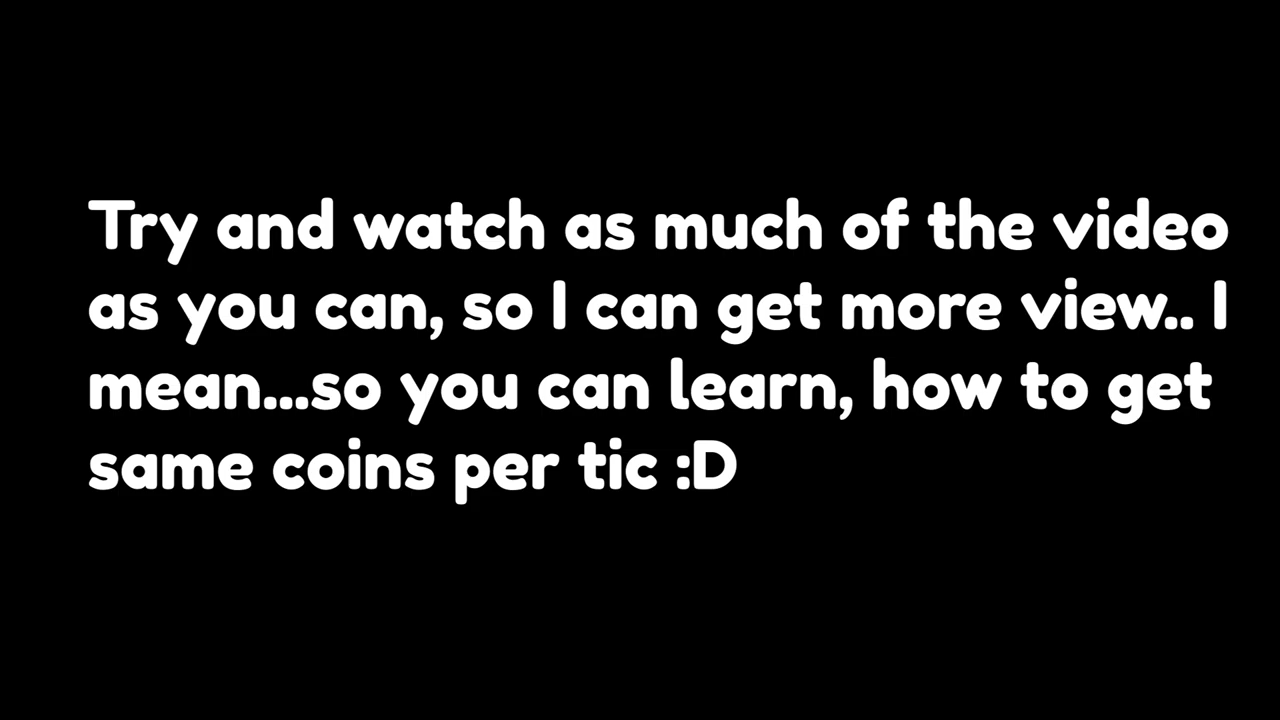 Try and watch as much of the video
as you can, so I can get more view.. I
mean...so you can learn, how to get
same coins per tic :D